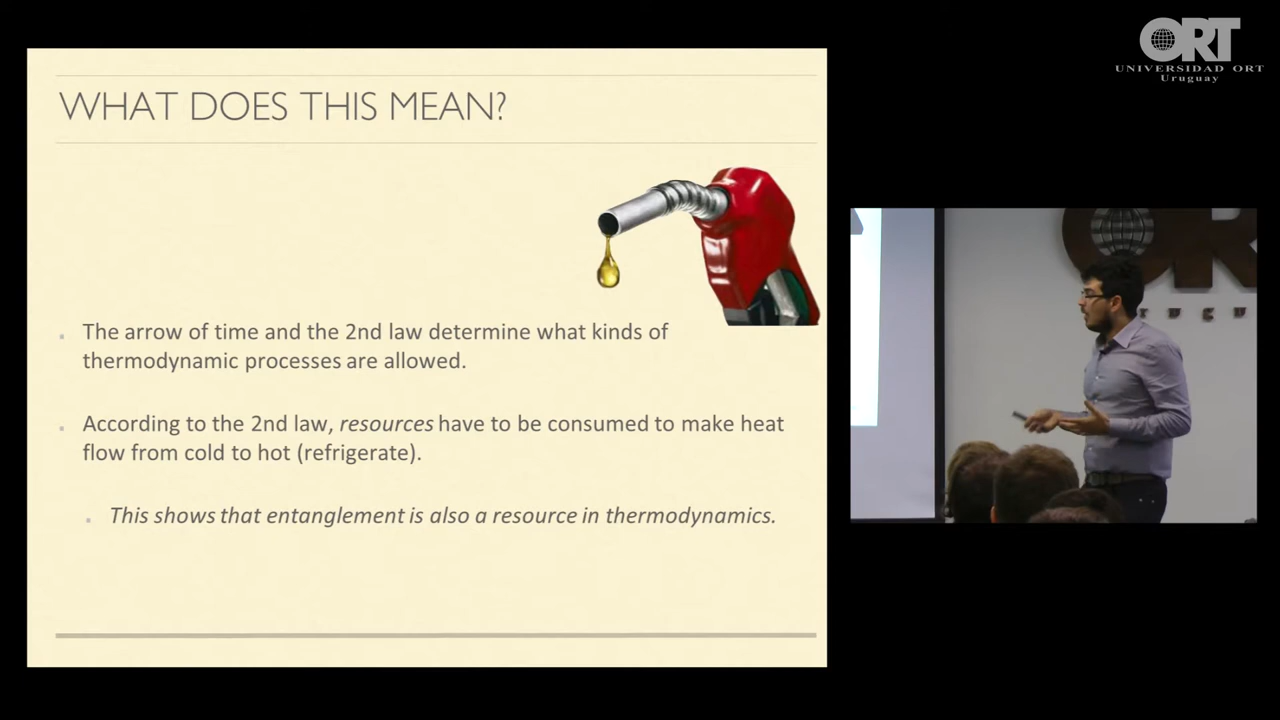 ORT
UNIVERSIDAD ORT
Uruguay
WHAT DOES THIS MEAN?
The arrow of time and the 2nd law determine what kinds of
thermodynamic processes are allowed.
According to the 2nd law, resources have to be consumed to make heat
flow from cold to hot (refrigerate).
This shows that entanglement is also a resource in thermodynamics.